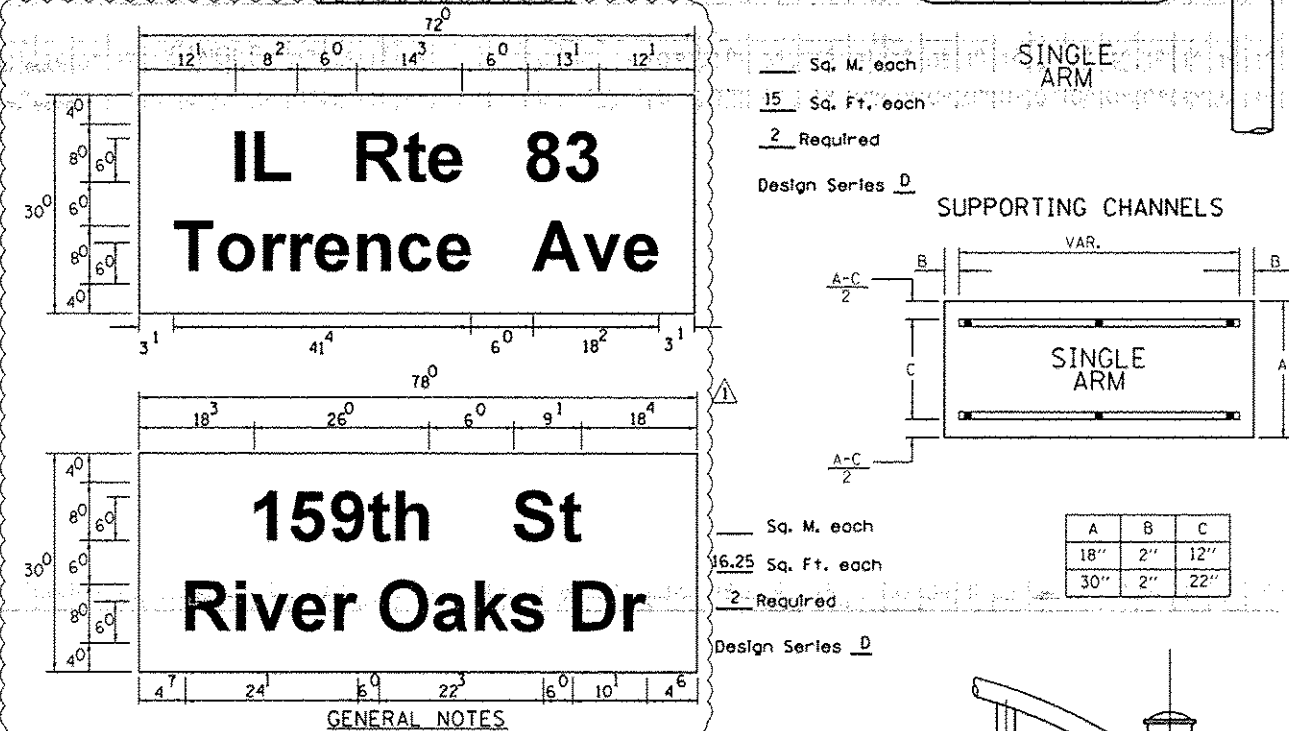 72⁰
12¹ 8² 6⁰ 14³ 6⁰ 13¹ 12¹
30⁰
4⁰
8⁰ 6⁰
6⁰
8⁰ 6⁰
4⁰
IL Rte 83
Torrence Ave
3¹ 41⁴ 6⁰ 18² 3¹
Sq. M. each
15 Sq. Ft. each
2 Required
Design Series D
78⁰
18³ 26⁰ 6⁰ 9¹ 18⁴
1
30⁰
4⁰
8⁰ 6⁰
6⁰
8⁰ 6⁰
4⁰
159th St
River Oaks Dr
4⁷ 24¹ 6⁰ 22³ 6⁰ 10¹ 4⁶
Sq. M. each
16.25 Sq. Ft. each
2 Required
Design Series D
GENERAL NOTES
SINGLE
ARM
SUPPORTING CHANNELS
VAR.
B B
A-C
2
C A
SINGLE
ARM
A-C
2
A B C
18" 2" 12"
30" 2" 22"